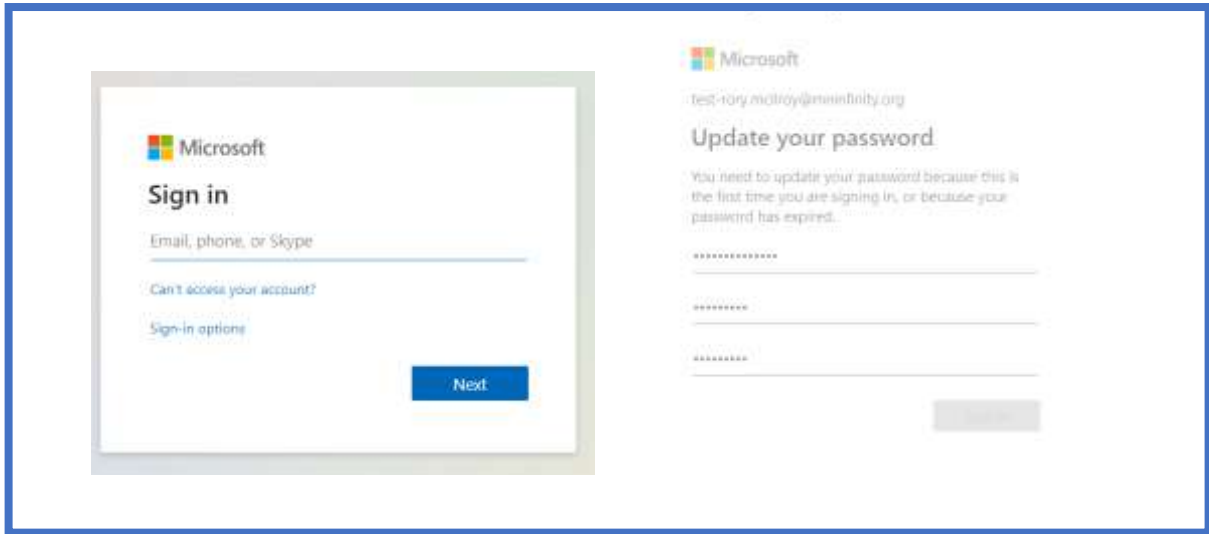 Microsoft
Sign in
Email, phone, or Skype
Can't access your account?
Sign-in options
Next
Microsoft
Update your password
You need to update your password because this is
the first time you are signing in, or because your
password has expired.